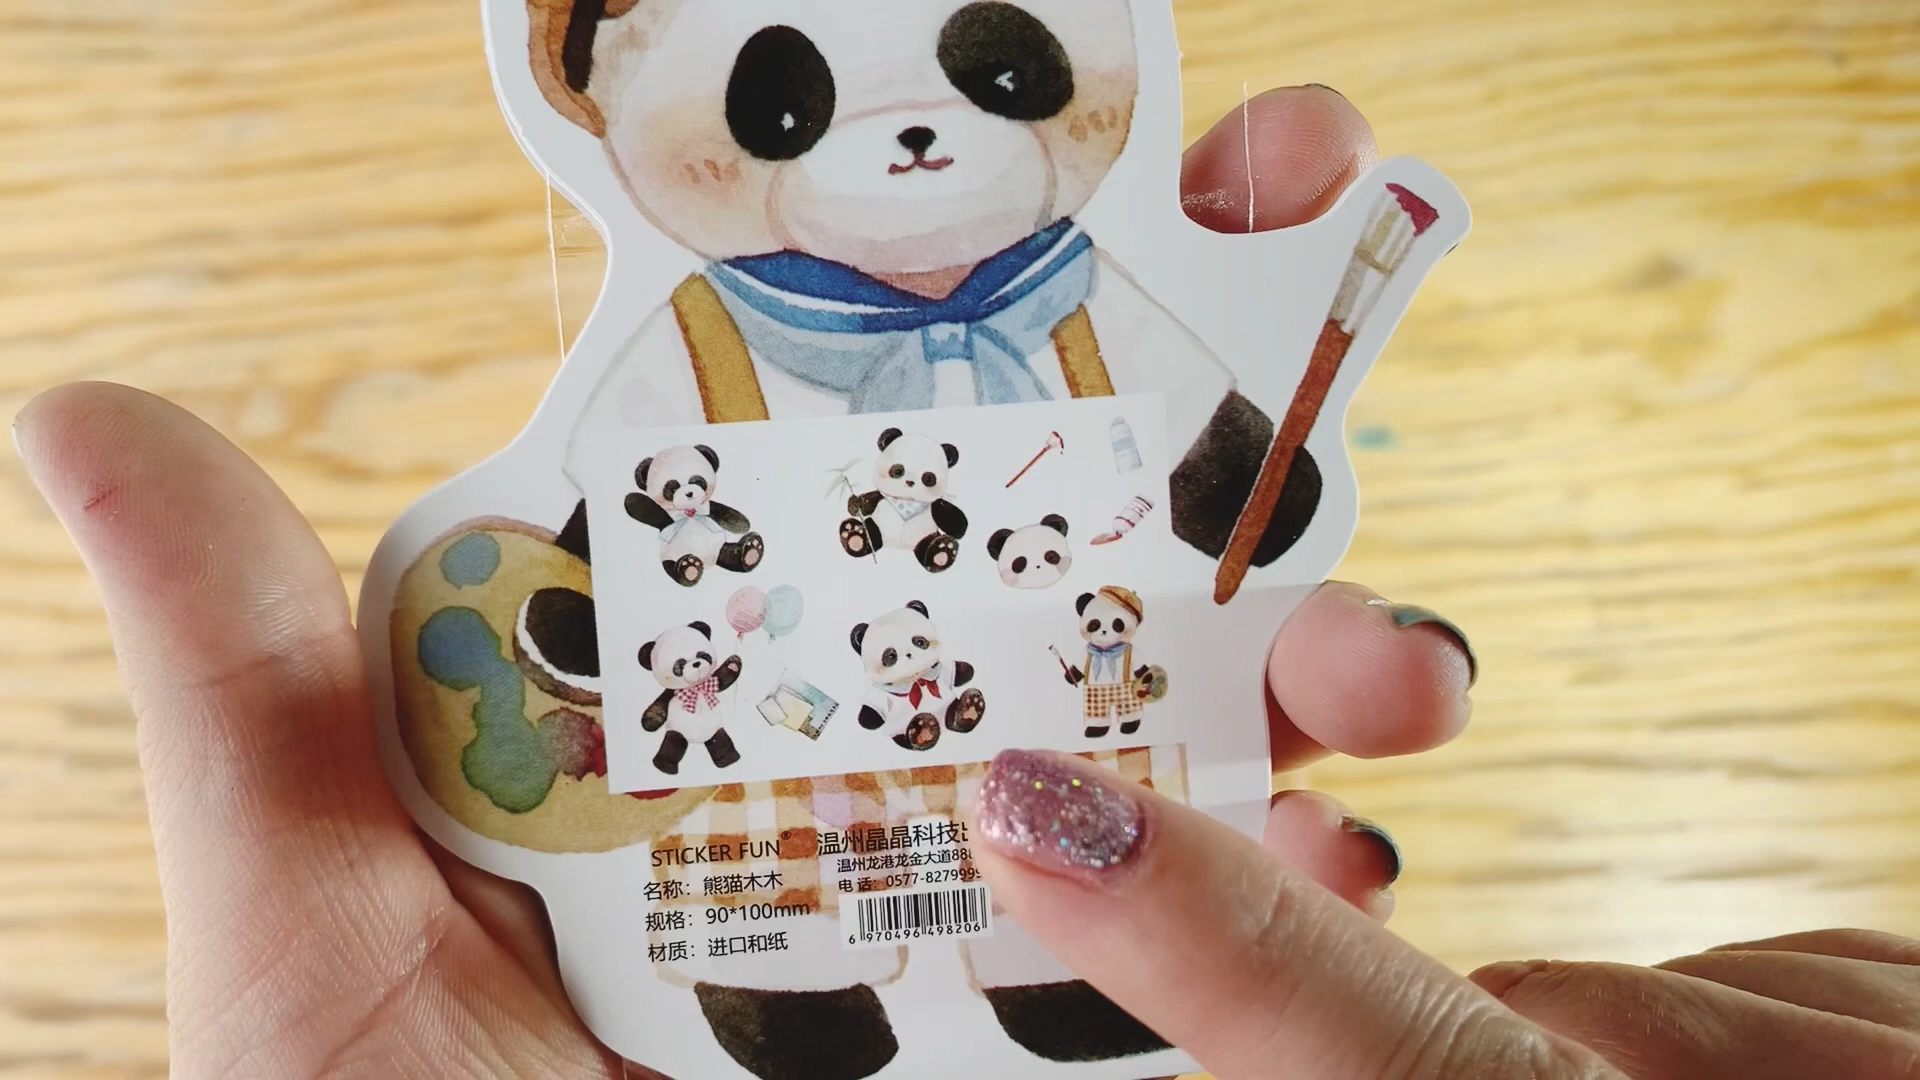 STICKER FUN®
名称：熊猫木木
规格：90*100mm
材质：进口和纸
温州晶晶科技
温州龙港龙金大道88
电话：0577-827999
6 970496 498206